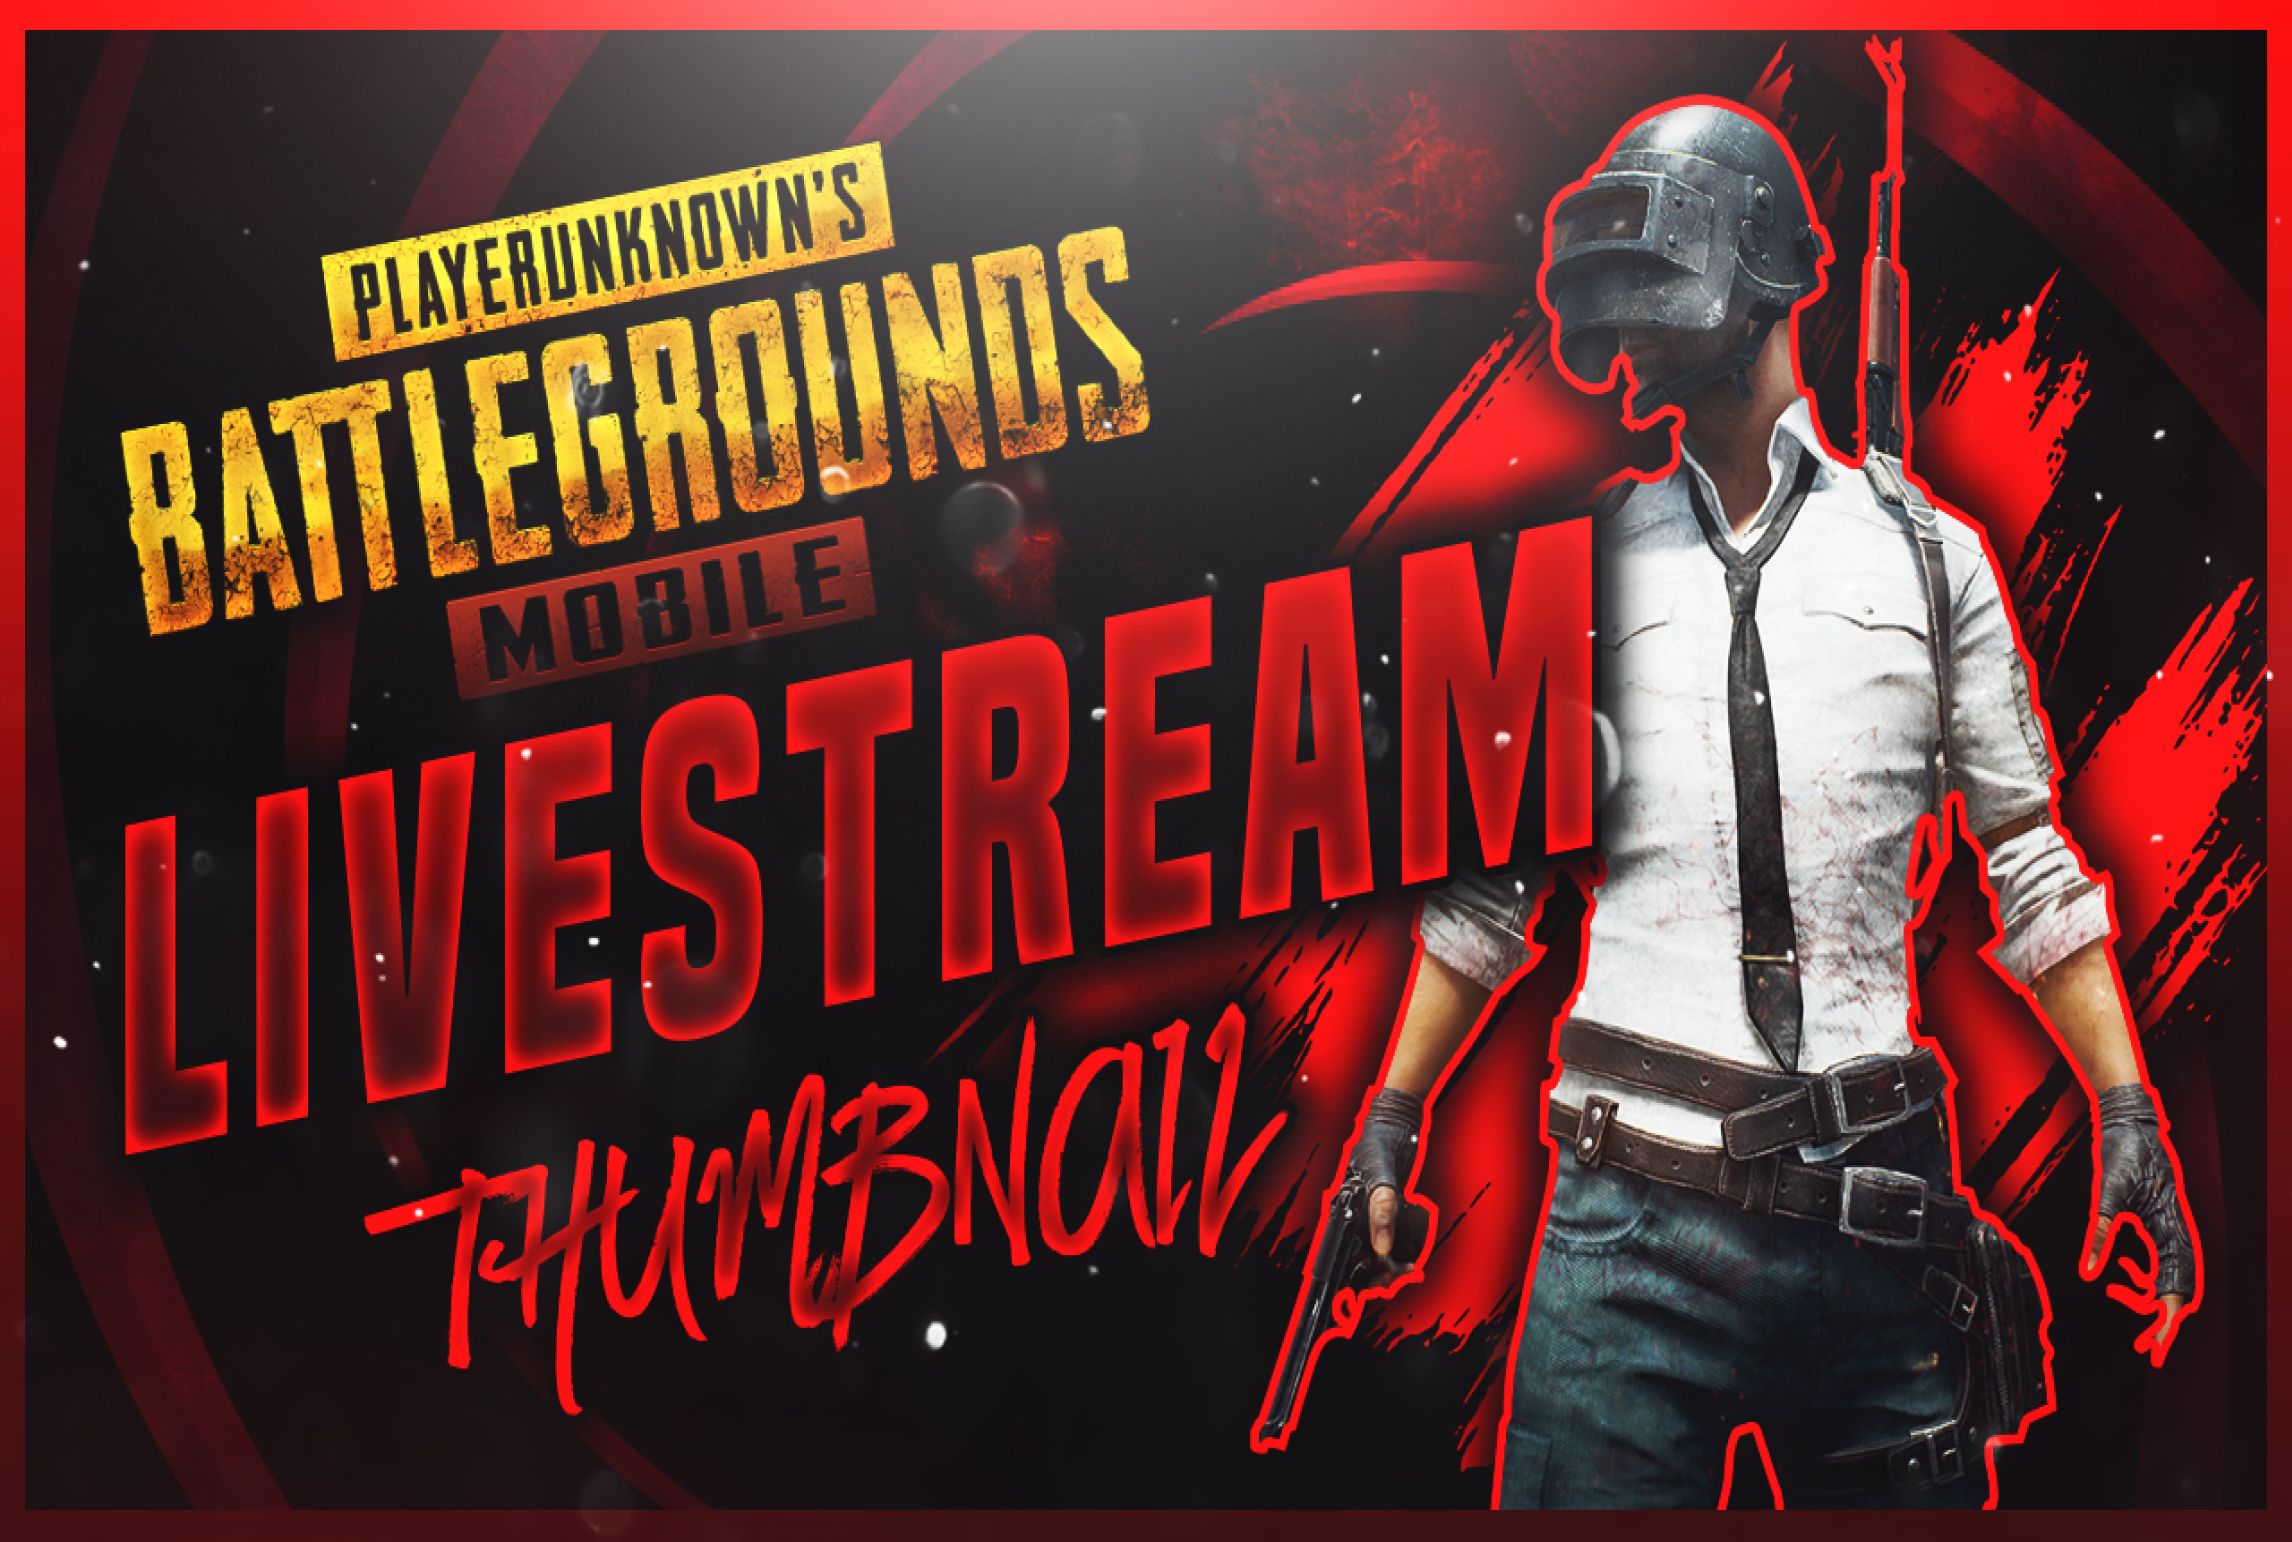 PLAYERUNKNOWN'S
BATTLEGROUNDS
MOBILE
LIVESTREAM
THUMBNAIL